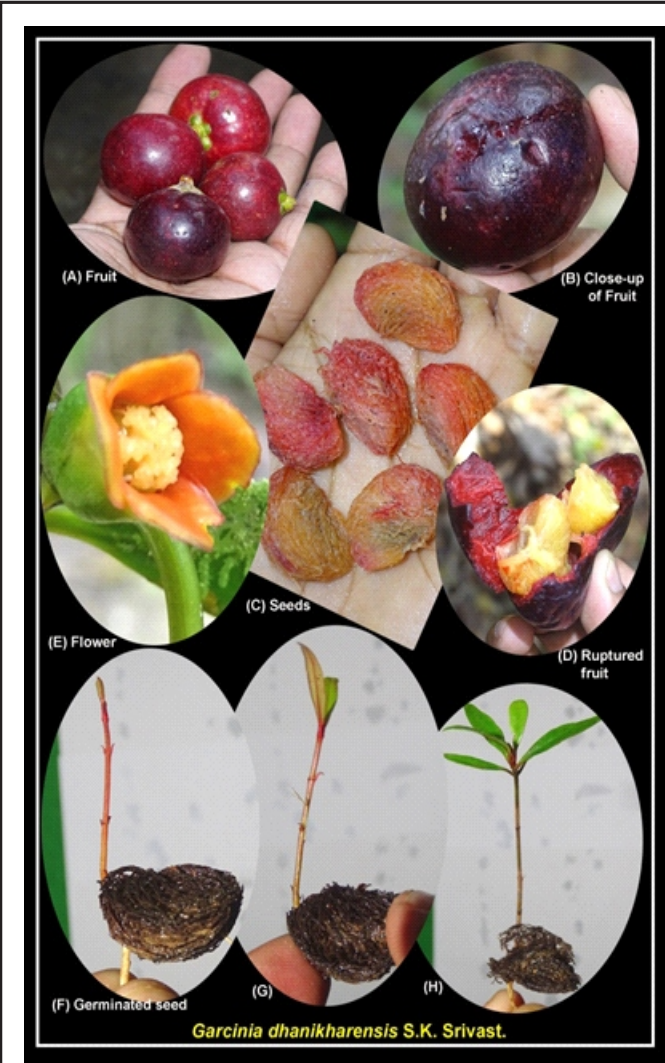 (A) Fruit
(B) Close-up
of Fruit
(C) Seeds
(D) Ruptured
fruit
(E) Flower
(F) Germinated seed
(G)
(H)
Garcinia dhanikharensis S.K. Srivast.